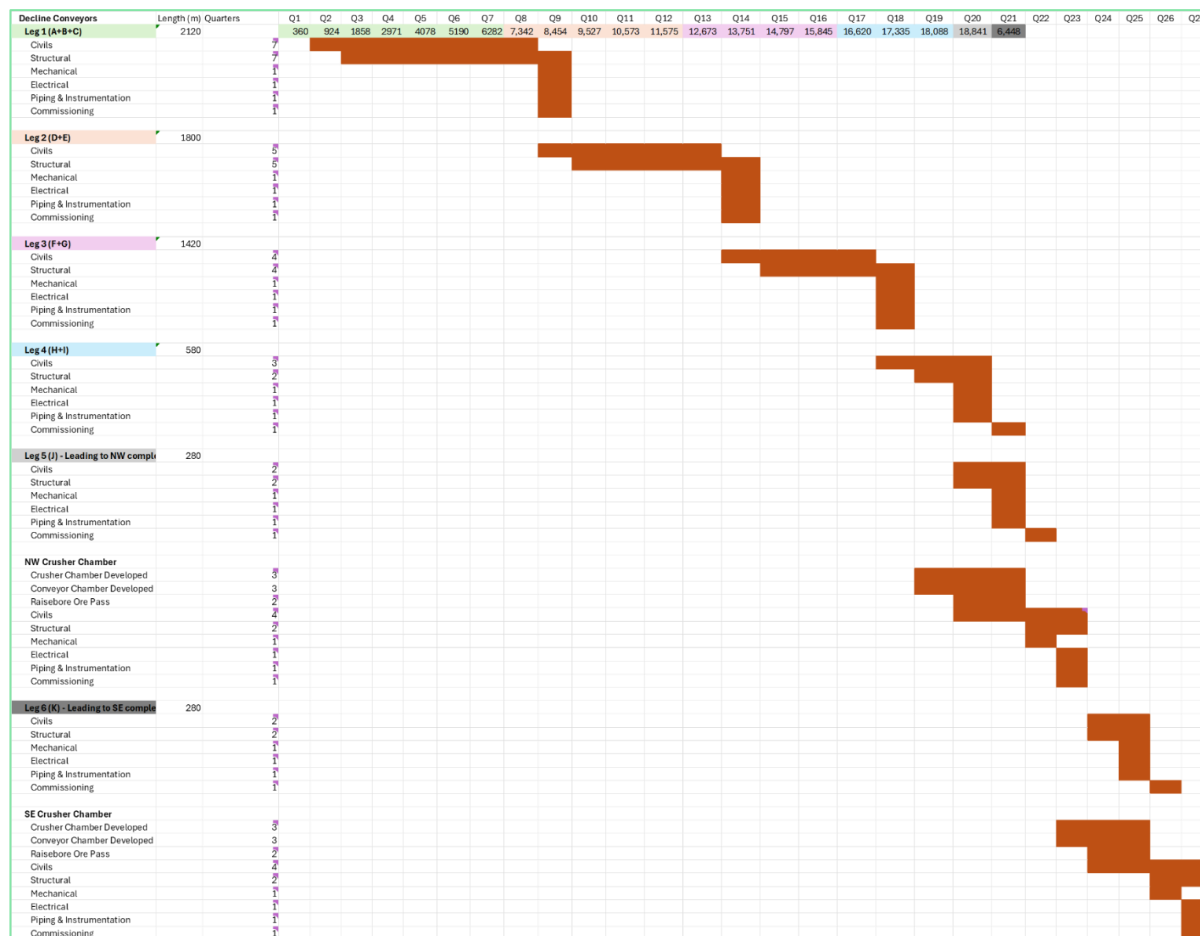 Decline Conveyors Length (m) Quarters Q1 Q2 Q3 Q4 Q5 Q6 Q7 Q8 Q9 Q10 Q11 Q12 Q13 Q14 Q15 Q16 Q17 Q18 Q19 Q20 Q21 Q22 Q23 Q24 Q25 Q26 Q2
Leg 1 (A+B+C) 2120 360 924 1858 2971 4078 5190 6282 7,342 8,454 9,527 10,573 11,575 12,673 13,751 14,797 15,845 16,620 17,335 18,088 18,841 6,448
Civils 7
Structural 7
Mechanical 1
Electrical 1
Piping & Instrumentation 1
Commissioning 1
Leg 2 (D+E) 1800
Civils 5
Structural 5
Mechanical 1
Electrical 1
Piping & Instrumentation 1
Commissioning 1
Leg 3 (F+G) 1420
Civils 4
Structural 4
Mechanical 1
Electrical 1
Piping & Instrumentation 1
Commissioning 1
Leg 4 (H+I) 580
Civils 3
Structural 2
Mechanical 1
Electrical 1
Piping & Instrumentation 1
Commissioning 1
Leg 5 (J) - Leading to NW comple 280
Civils 2
Structural 2
Mechanical 1
Electrical 1
Piping & Instrumentation 1
Commissioning 1
NW Crusher Chamber
Crusher Chamber Developed 3
Conveyor Chamber Developed 3
Raisebore Ore Pass 2
Civils 4
Structural 2
Mechanical 1
Electrical 1
Piping & Instrumentation 1
Commissioning 1
Leg 6 (K) - Leading to SE comple 280
Civils 2
Structural 2
Mechanical 1
Electrical 1
Piping & Instrumentation 1
Commissioning 1
SE Crusher Chamber
Crusher Chamber Developed 3
Conveyor Chamber Developed 3
Raisebore Ore Pass 2
Civils 4
Structural 2
Mechanical 1
Electrical 1
Piping & Instrumentation 1
Commissioning 1